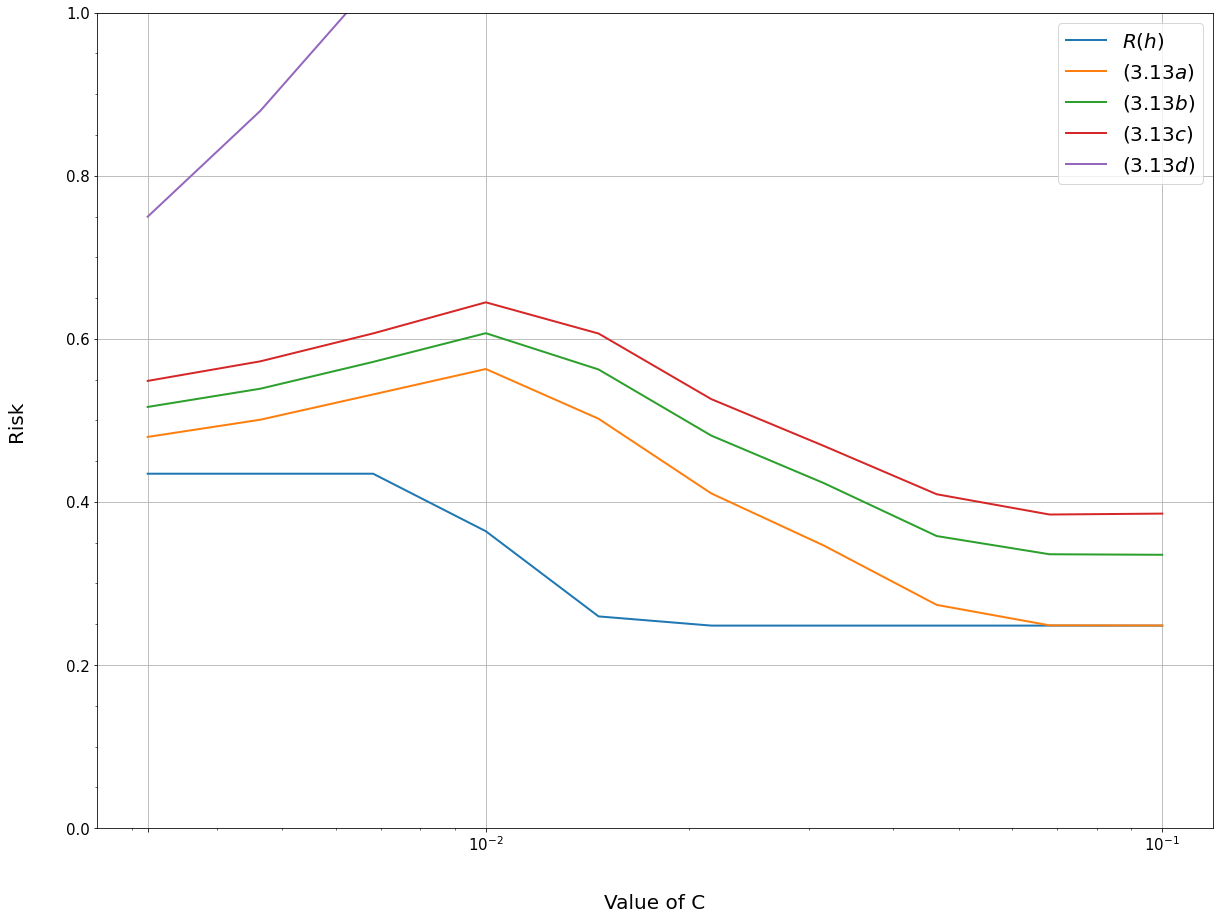 1.0
0.8
0.6
0.4
0.2
0.0
Risk
R(h)
(3.13a)
(3.13b)
(3.13c)
(3.13d)
10⁻²
10⁻¹
Value of C